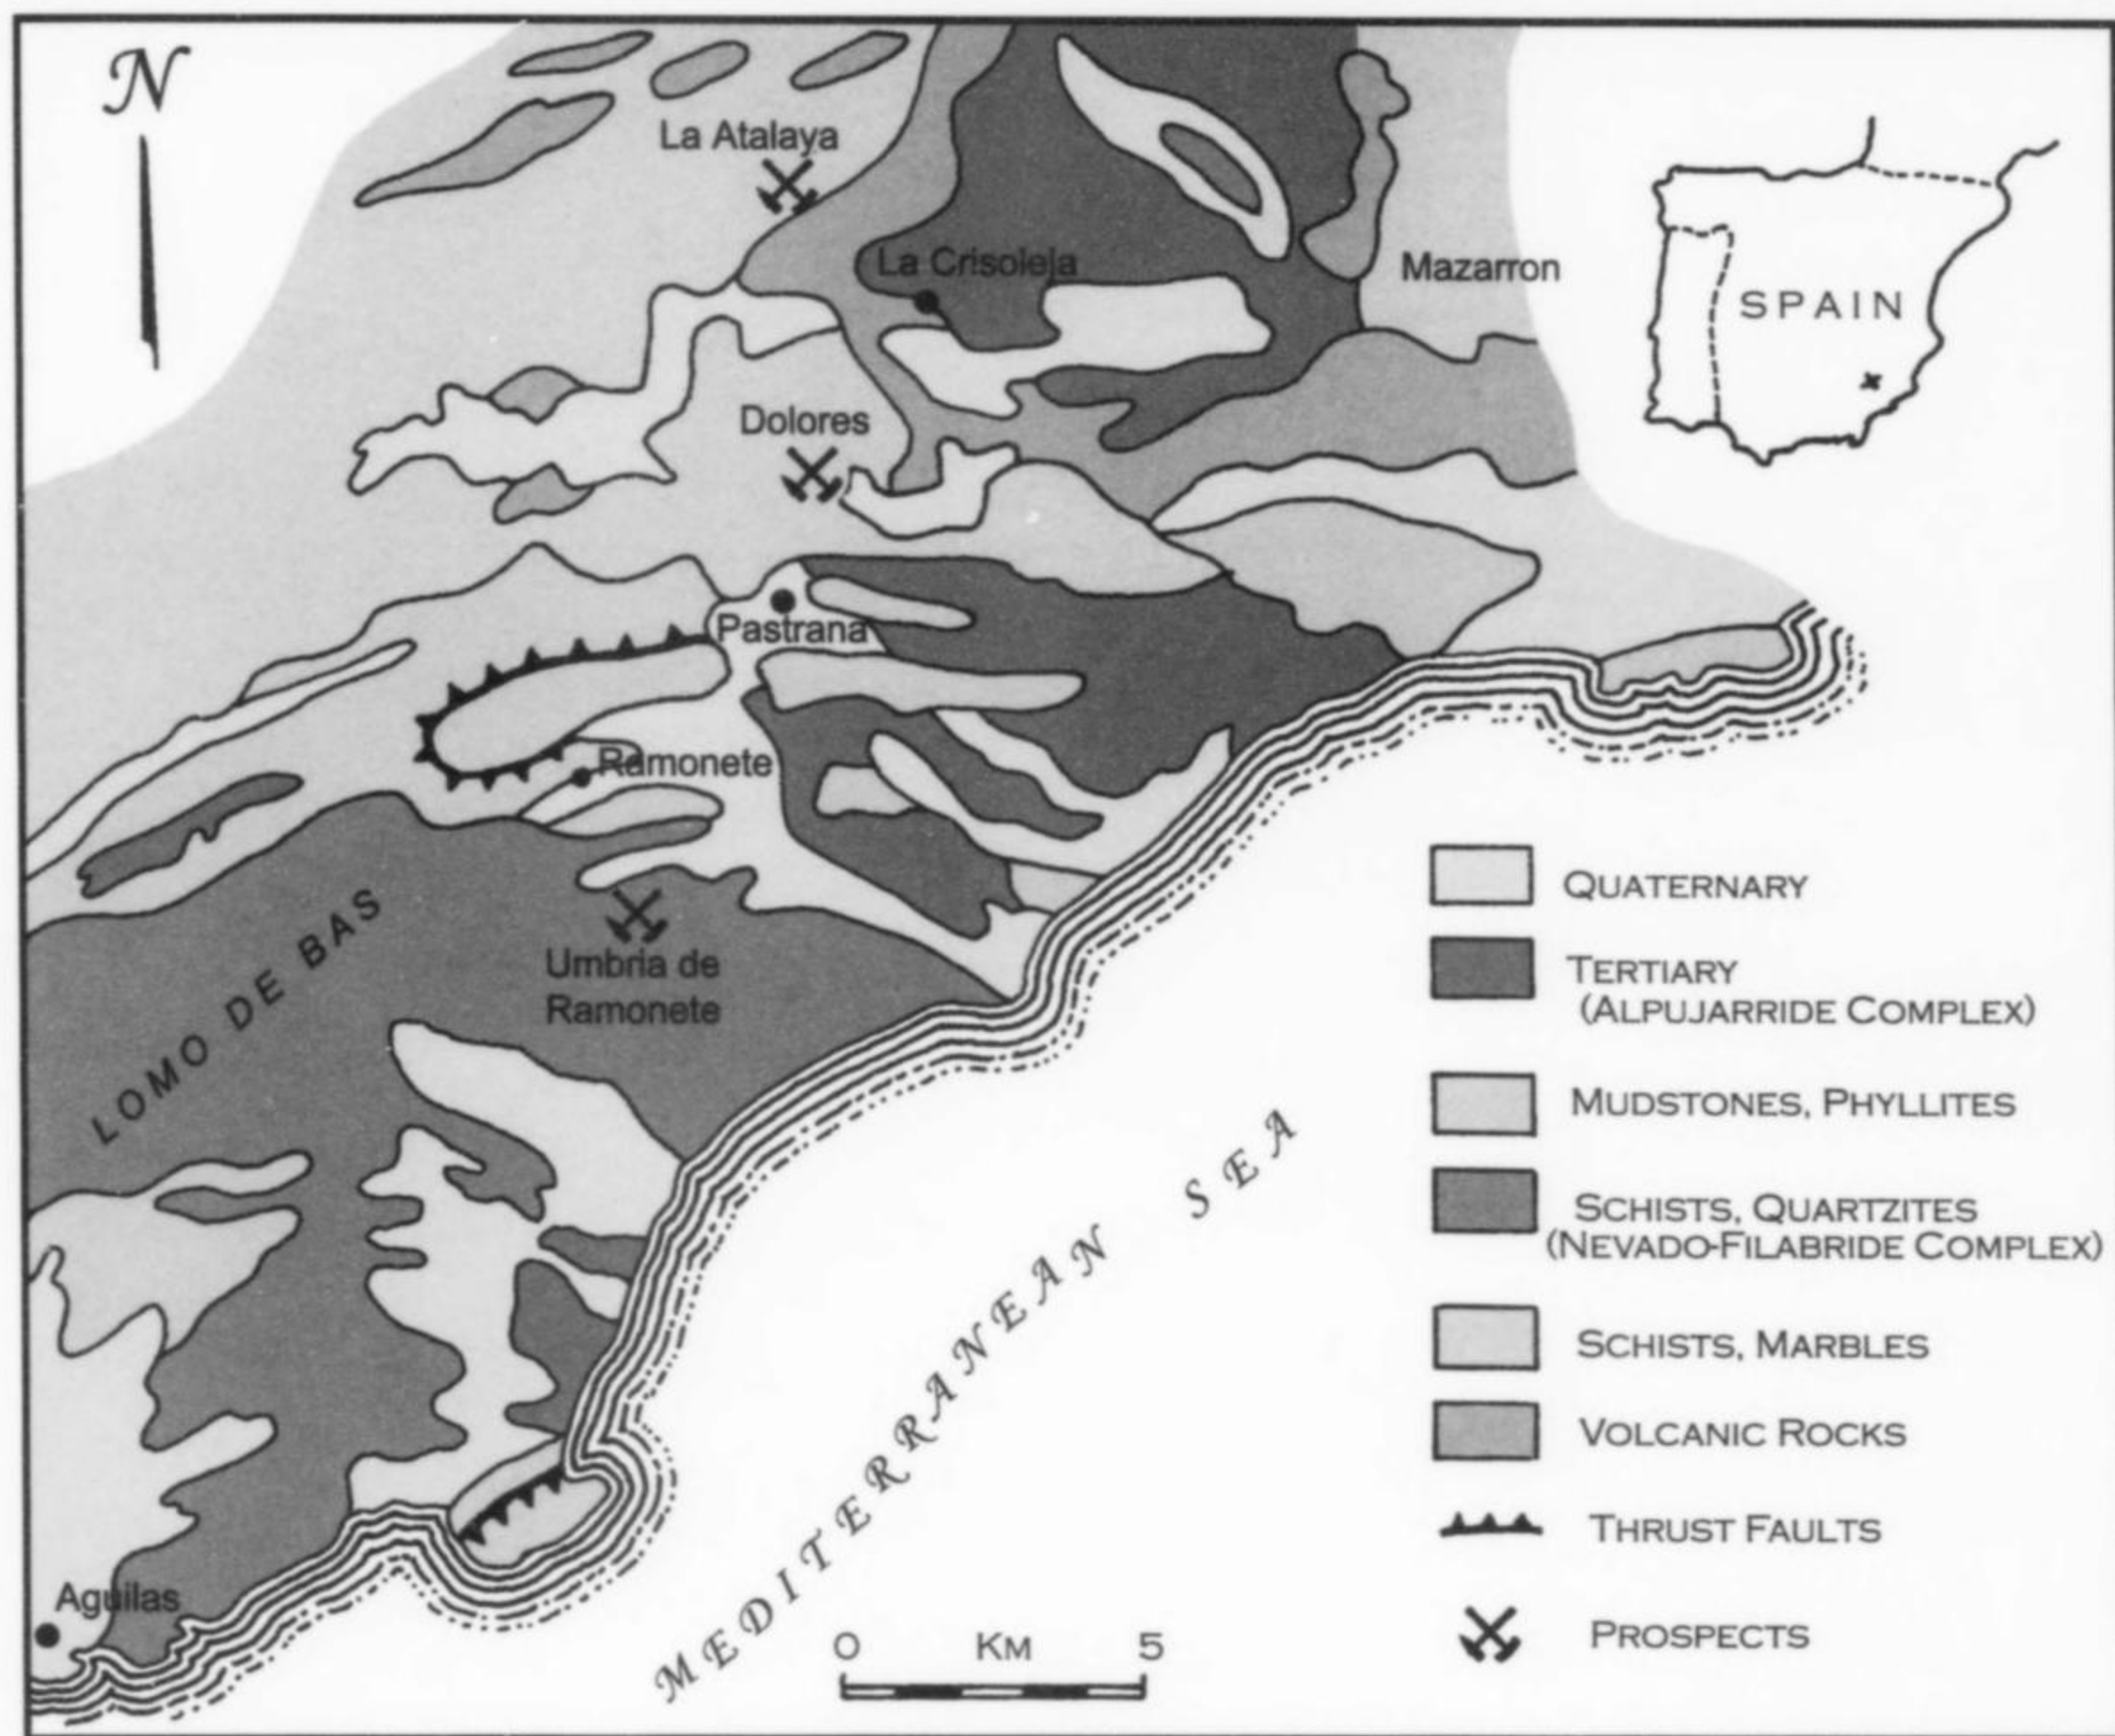 N
La Atalaya
La Crisoleja
Mazarron
SPAIN
Dolores
Pastrana
Ramonete
LOMO DE BAS
Umbria de
Ramonete
Aguilas
MEDITERRANEAN SEA
0 KM 5
QUATERNARY
TERTIARY
(ALPUJARRIDE COMPLEX)
MUDSTONES, PHYLLITES
SCHISTS, QUARTZITES
(NEVADO-FILABRIDE COMPLEX)
SCHISTS, MARBLES
VOLCANIC ROCKS
THRUST FAULTS
PROSPECTS